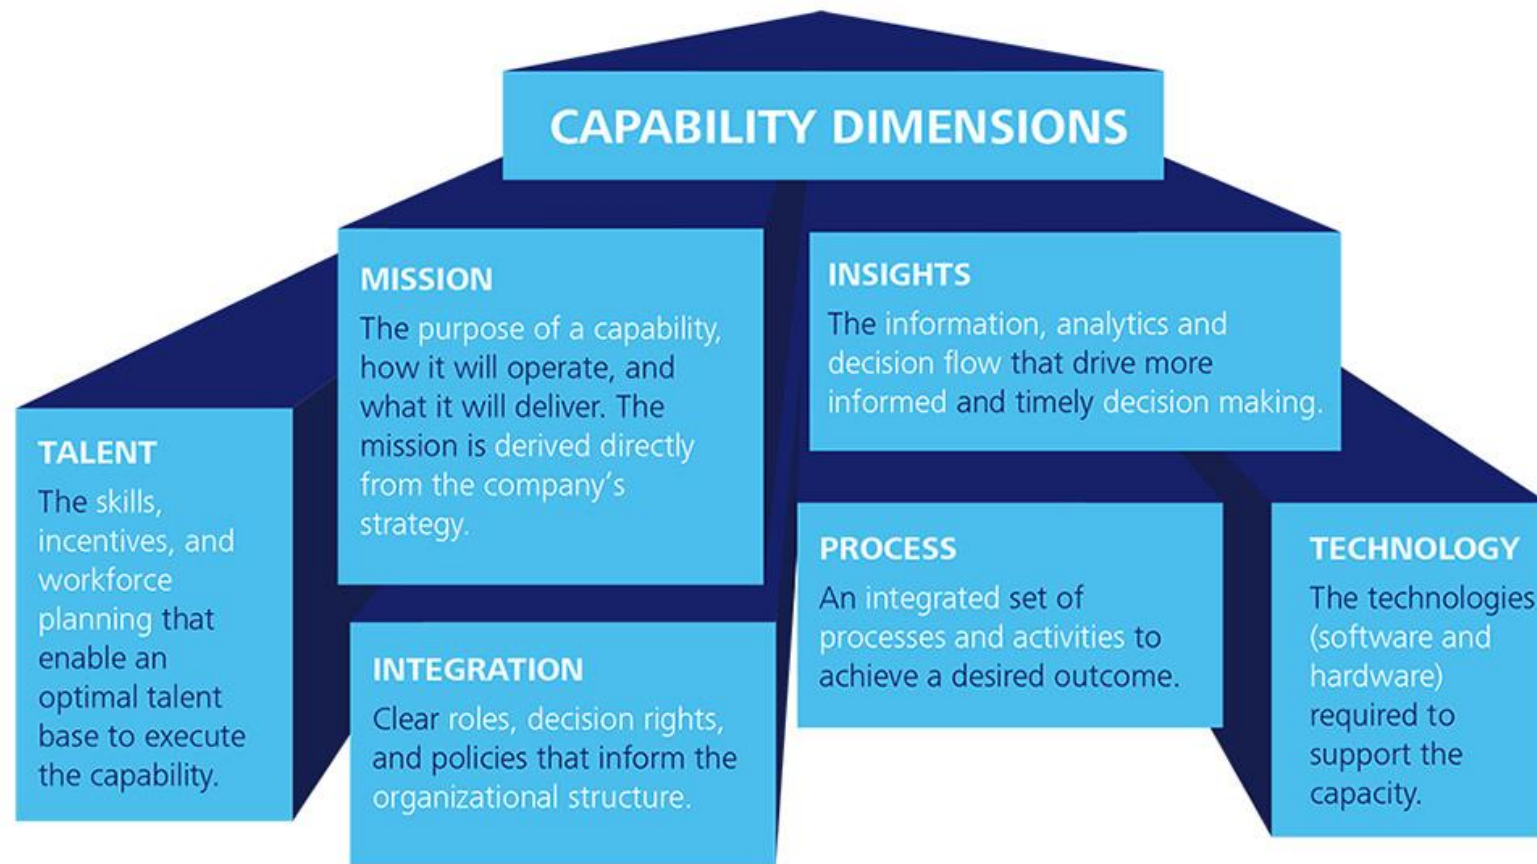 CAPABILITY DIMENSIONS
MISSION
The purpose of a capability,
how it will operate, and
what it will deliver. The
mission is derived directly
from the company's
strategy.
INSIGHTS
The information, analytics and
decision flow that drive more
informed and timely decision making.
TALENT
The skills,
incentives, and
workforce
planning that
enable an
optimal talent
base to execute
the capability.
INTEGRATION
Clear roles, decision rights,
and policies that inform the
organizational structure.
PROCESS
An integrated set of
processes and activities to
achieve a desired outcome.
TECHNOLOGY
The technologies
(software and
hardware)
required to
support the
capacity.